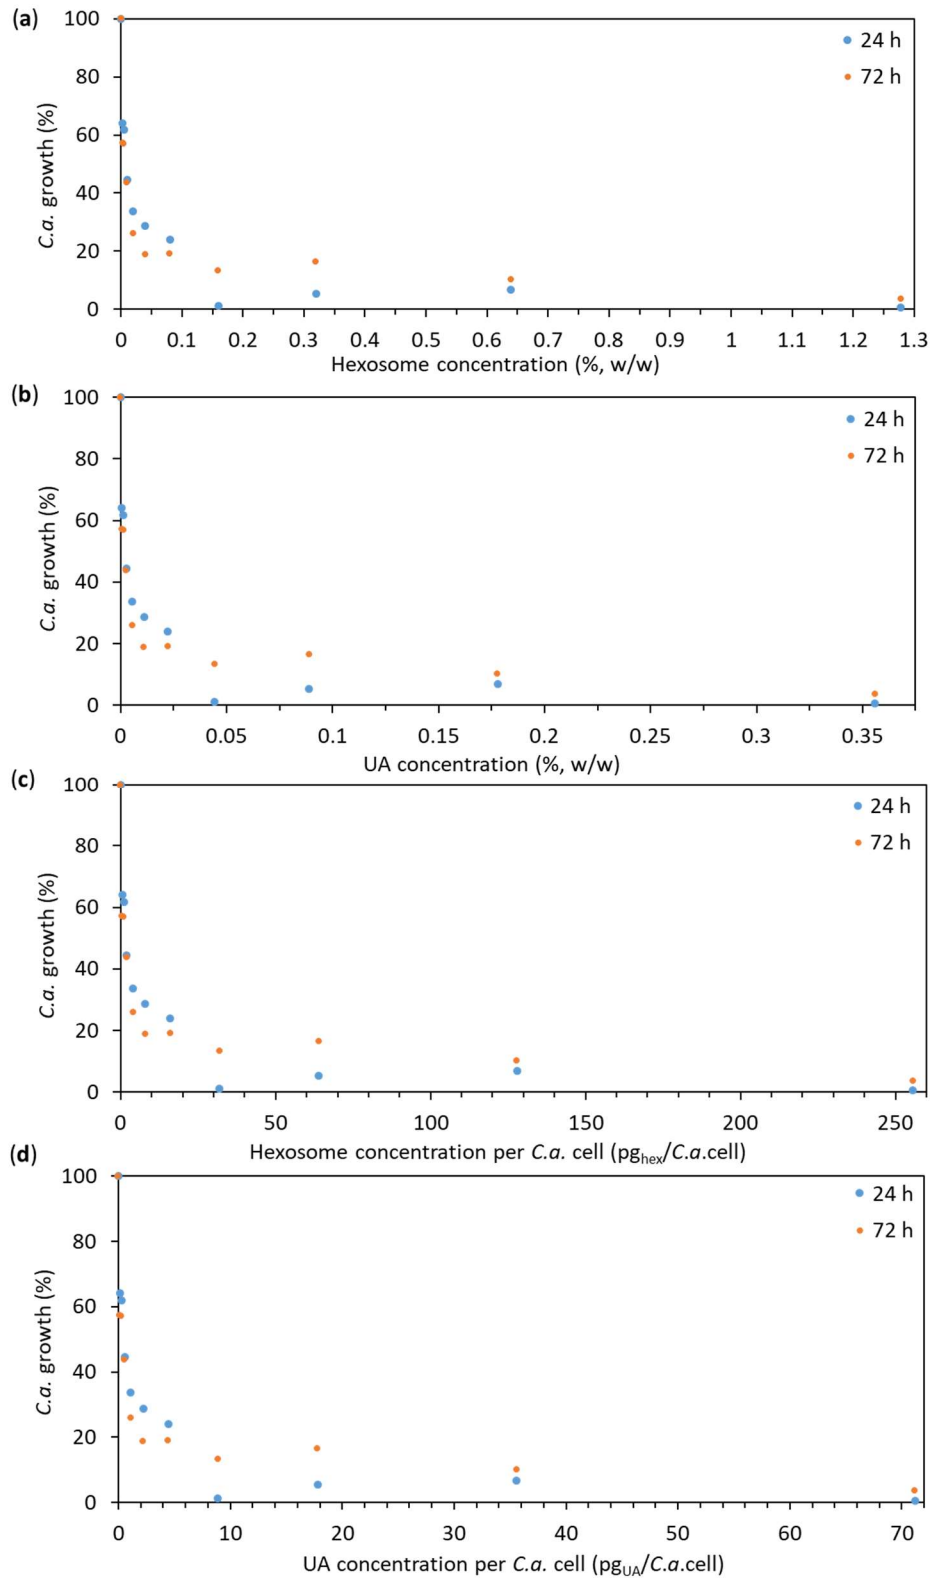 (a)
100
80
60
40
20
0
C.a. growth (%)
24 h
72 h
0 0.1 0.2 0.3 0.4 0.5 0.6 0.7 0.8 0.9 1 1.1 1.2 1.3
Hexosome concentration (%, w/w)
(b)
100
80
60
40
20
0
C.a. growth (%)
24 h
72 h
0 0.05 0.1 0.15 0.2 0.25 0.3 0.35
UA concentration (%, w/w)
(c)
100
80
60
40
20
0
C.a. growth (%)
24 h
72 h
0 50 100 150 200 250
Hexosome concentration per C.a. cell (pghex/C.a.cell)
(d)
100
80
60
40
20
0
C.a. growth (%)
24 h
72 h
0 10 20 30 40 50 60 70
UA concentration per C.a. cell (pgUA/C.a.cell)